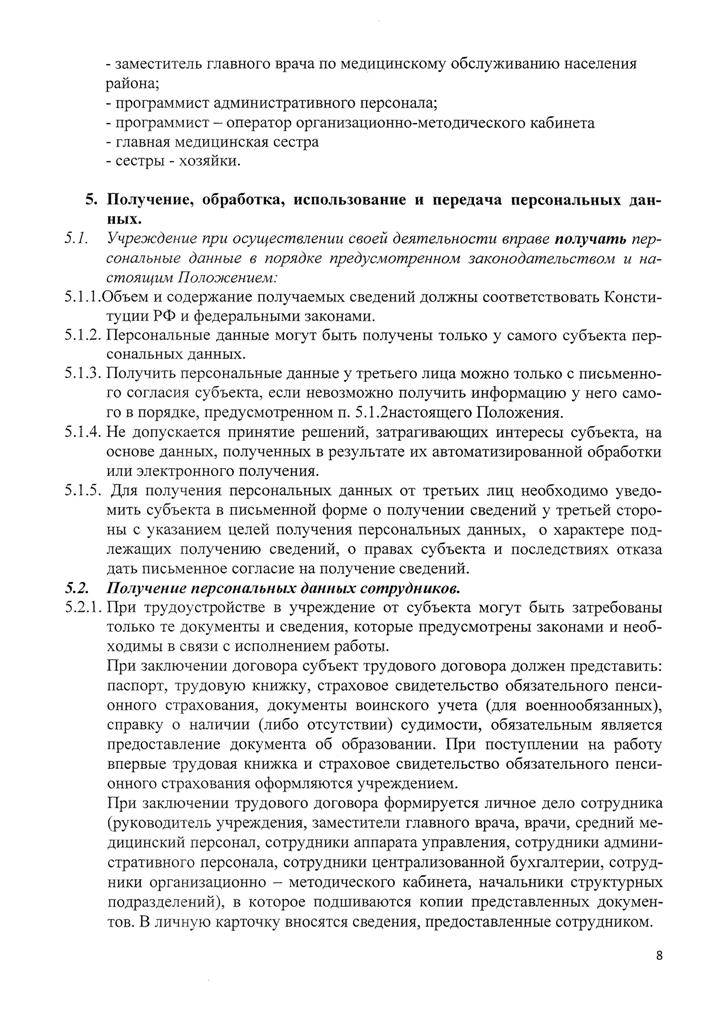 - заместитель главного врача по медицинскому обслуживанию населения
района;
- программист административного персонала;
- программист – оператор организационно-методического кабинета
- главная медицинская сестра
- сестры - хозяйки.
5. Получение, обработка, использование и передача персональных дан-
ных.
5.1. Учреждение при осуществлении своей деятельности вправе получать пер-
сональные данные в порядке предусмотренном законодательством и на-
стоящим Положением:
5.1.1.Объем и содержание получаемых сведений должны соответствовать Консти-
туции РФ и федеральными законами.
5.1.2. Персональные данные могут быть получены только у самого субъекта пер-
сональных данных.
5.1.3. Получить персональные данные у третьего лица можно только с письменно-
го согласия субъекта, если невозможно получить информацию у него само-
го в порядке, предусмотренном п. 5.1.2настоящего Положения.
5.1.4. Не допускается принятие решений, затрагивающих интересы субъекта, на
основе данных, полученных в результате их автоматизированной обработки
или электронного получения.
5.1.5. Для получения персональных данных от третьих лиц необходимо уведо-
мить субъекта в письменной форме о получении сведений у третьей сторо-
ны с указанием целей получения персональных данных, о характере под-
лежащих получению сведений, о правах субъекта и последствиях отказа
дать письменное согласие на получение сведений.
5.2. Получение персональных данных сотрудников.
5.2.1. При трудоустройстве в учреждение от субъекта могут быть затребованы
только те документы и сведения, которые предусмотрены законами и необ-
ходимы в связи с исполнением работы.
При заключении договора субъект трудового договора должен представить:
паспорт, трудовую книжку, страховое свидетельство обязательного пенси-
онного страхования, документы воинского учета (для военнообязанных),
справку о наличии (либо отсутствии) судимости, обязательным является
предоставление документа об образовании. При поступлении на работу
впервые трудовая книжка и страховое свидетельство обязательного пенси-
онного страхования оформляются учреждением.
При заключении трудового договора формируется личное дело сотрудника
(руководитель учреждения, заместители главного врача, врачи, средний ме-
дицинский персонал, сотрудники аппарата управления, сотрудники админи-
стративного персонала, сотрудники централизованной бухгалтерии, сотруд-
ники организационно – методического кабинета, начальники структурных
подразделений), в которое подшиваются копии представленных докумен-
тов. В личную карточку вносятся сведения, предоставленные сотрудником.
8